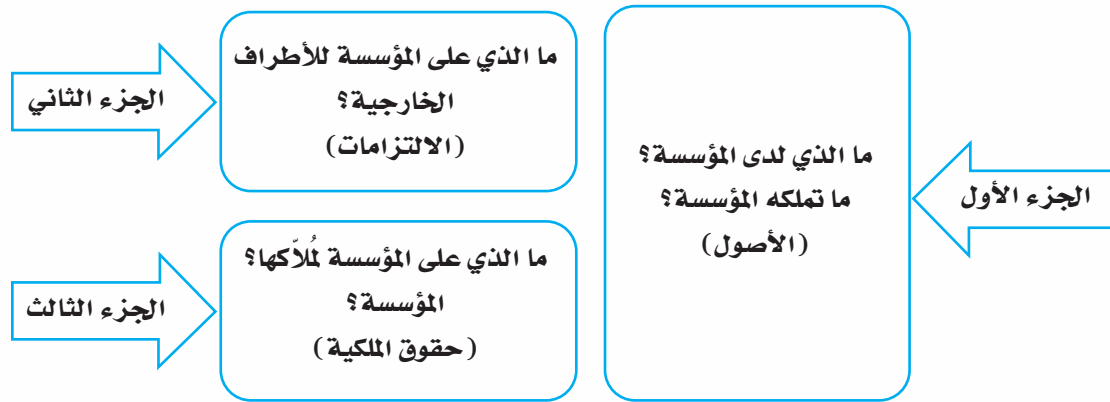 الجزء الأول
ما الذي لدى المؤسسة؟
ما تملكه المؤسسة؟
(الأصول)
ما الذي على المؤسسة للأطراف
الخارجية؟
(الالتزامات)
الجزء الثاني
ما الذي على المؤسسة لمُلاّكها؟
المؤسسة؟
(حقوق الملكية)
الجزء الثالث